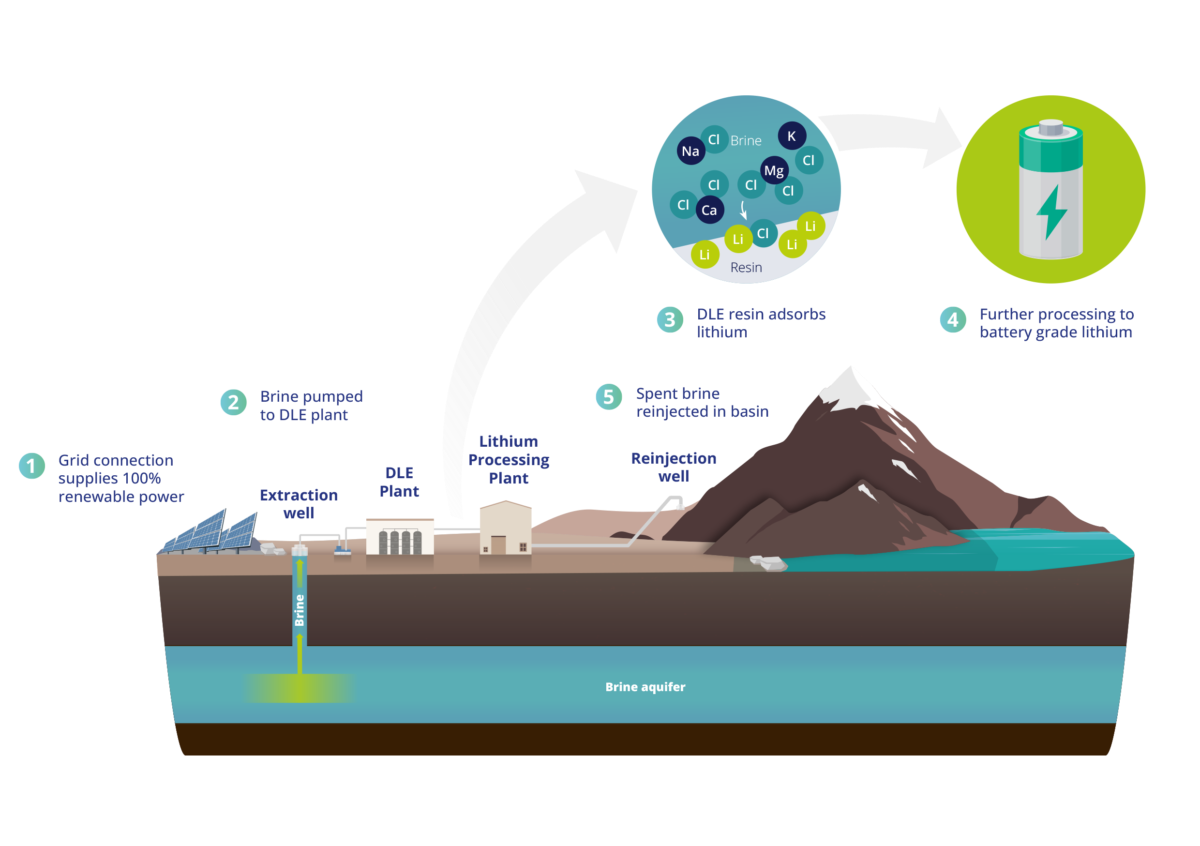 1
Grid connection
supplies 100%
renewable power
2
Brine pumped
to DLE plant
Extraction
well
DLE
Plant
Lithium
Processing
Plant
Na
Cl
Brine
K
Cl
Mg
Cl
Cl
Cl
Cl
Ca
Li
Cl
Li
Li
Li
Resin
3
DLE resin adsorbs
lithium
4
Further processing to
battery grade lithium
5
Spent brine
reinjected in basin
Reinjection
well
Brine
Brine aquifer